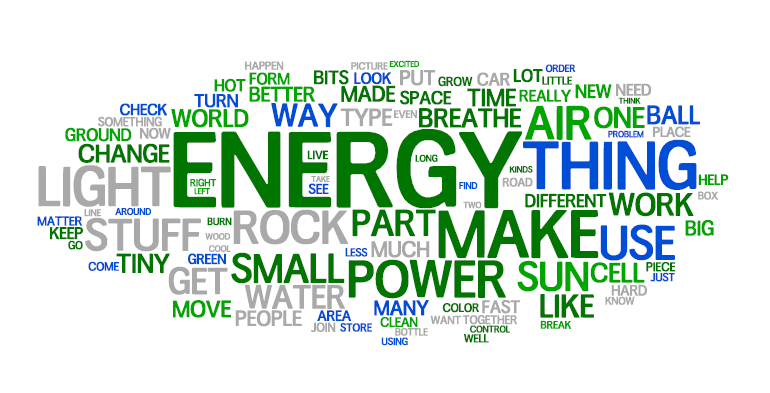 HAPPEN PICTURE EXCITED
HOT FORM BITS LOOK PUT GROW CAR LOT ORDER
LITTLE
TURN BETTER MADE SPACE TIME REALLY NEW NEED
THINK
CHECK WORLD WAY TYPE EVEN BREATHE AIR ONE BALL
SOMETHING
GROUND NOW PROBLEM PLACE
CHANGE ENERGY THING
LIVE LONG KINDS
LIGHT RIGHT LEFT TAKE SEE FIND ROAD HELP
BOX
LINE AROUND TWO DIFFERENT WORK
MATTER KEEP GO STUFF BURN WOOD COOL ROCK PART MAKE USE BIG
LESS MUCH
COME TINY GREEN SMALL POWER SUN CELL PIECE JUST
GET WATER HARD KNOW
MOVE PEOPLE AREA MANY COLOR FAST LIKE
JOIN STORE CLEAN WANT TOGETHER BREAK
BOTTLE CONTROL
USING WELL